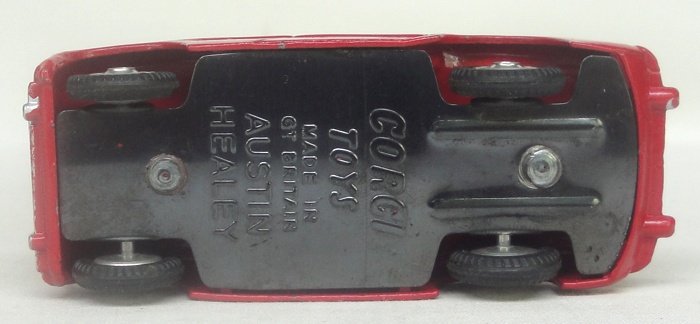 CORGI
TOYS
MADE IN
GT BRITAIN
AUSTIN
HEALEY